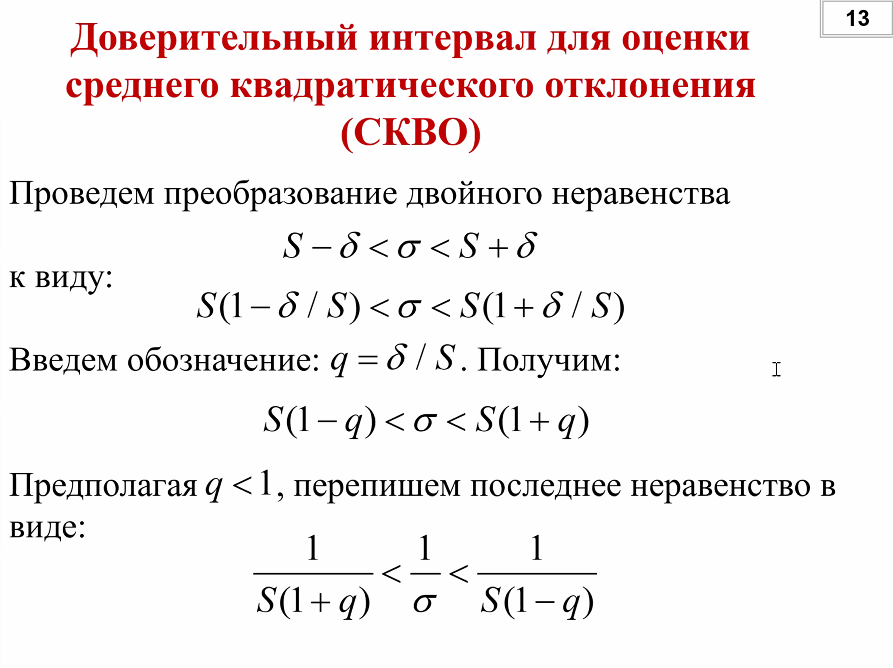 13
Доверительный интервал для оценки
среднего квадратического отклонения
(СКВО)
Проведем преобразование двойного неравенства
S − δ < σ < S + δ
к виду:
S(1 − δ / S) < σ < S(1 + δ / S)
Введем обозначение: q = δ / S. Получим:
S(1 − q) < σ < S(1 + q)
Предполагая q < 1, перепишем последнее неравенство в
виде:
1/(S(1 + q)) < 1/σ < 1/(S(1 − q))